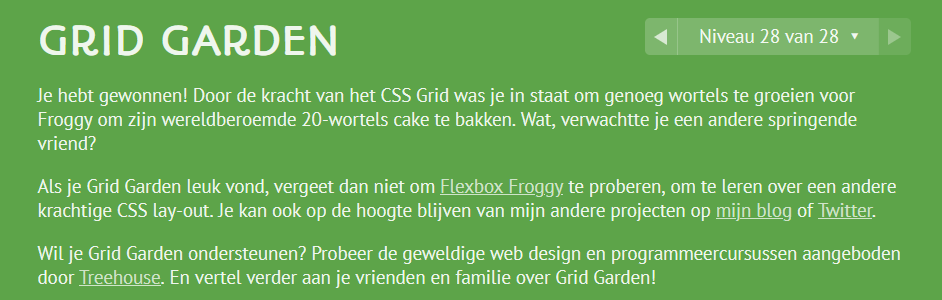 GRID GARDEN
Niveau 28 van 28
Je hebt gewonnen! Door de kracht van het CSS Grid was je in staat om genoeg wortels te groeien voor
Froggy om zijn wereldberoemde 20-wortels cake te bakken. Wat, verwachtte je een andere springende
vriend?
Als je Grid Garden leuk vond, vergeet dan niet om Flexbox Froggy te proberen, om te leren over een andere
krachtige CSS lay-out. Je kan ook op de hoogte blijven van mijn andere projecten op mijn blog of Twitter.
Wil je Grid Garden ondersteunen? Probeer de geweldige web design en programmeercursussen aangeboden
door Treehouse. En vertel verder aan je vrienden en familie over Grid Garden!